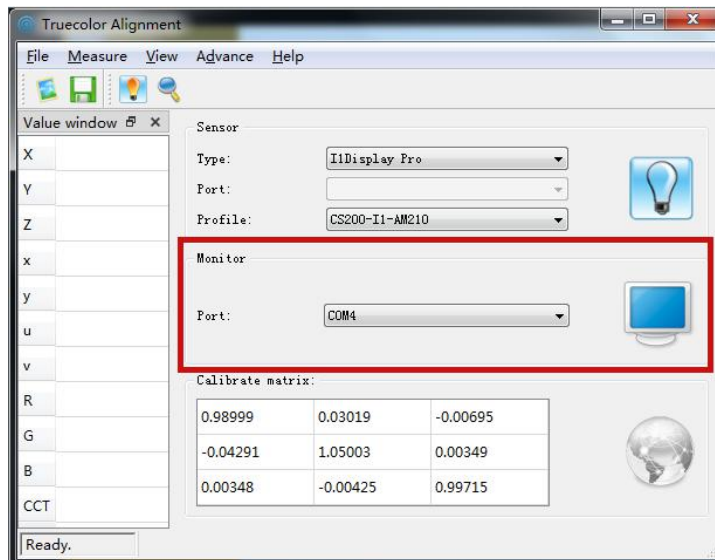 Truecolor Alignment
File Measure View Advance Help
Value window
X
Y
Z
x
y
u
v
R
G
B
CCT
Sensor
Type: I1Display Pro
Port:
Profile: CS200-I1-AM210
Monitor
Port: COM4
Calibrate matrix:
0.98999 0.03019 -0.00695
-0.04291 1.05003 0.00349
0.00348 -0.00425 0.99715
Ready.